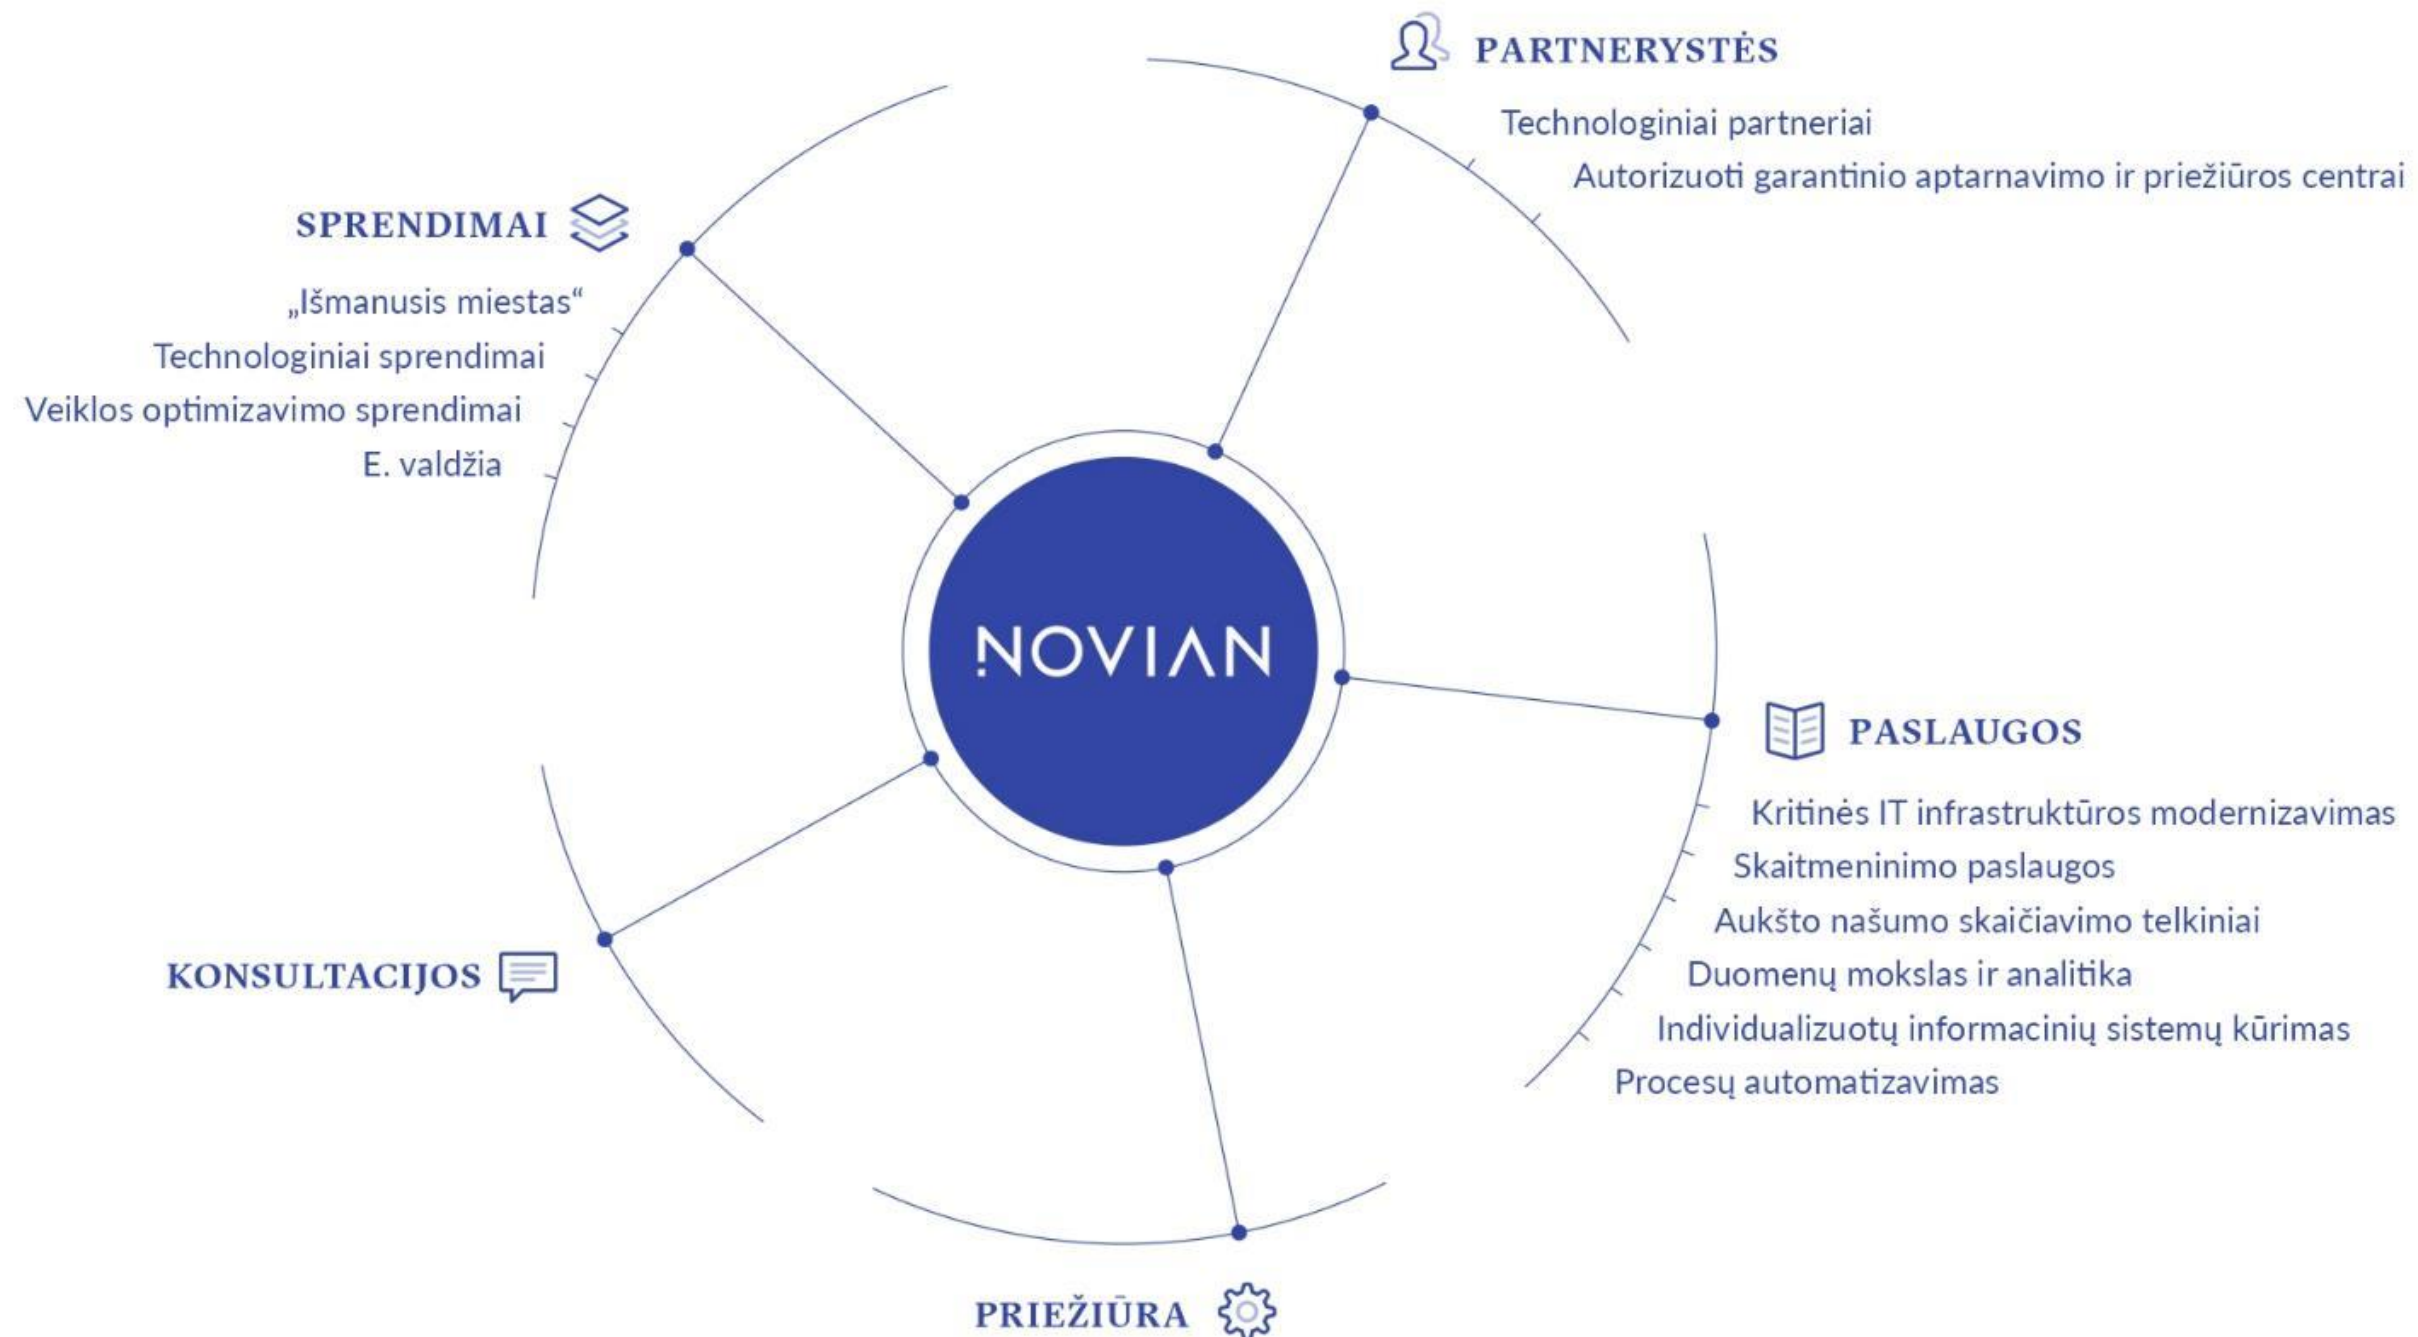 PARTNERYSTĖS
Technologiniai partneriai
Autorizuoti garantinio aptarnavimo ir priežiūros centrai
SPRENDIMAI
„Išmanusis miestas“
Technologiniai sprendimai
Veiklos optimizavimo sprendimai
E. valdžia
NOVIAN
PASLAUGOS
Kritinės IT infrastruktūros modernizavimas
Skaitmeninimo paslaugos
Aukšto našumo skaičiavimo telkiniai
Duomenų mokslas ir analitika
Individualizuotų informacinių sistemų kūrimas
Procesų automatizavimas
KONSULTACIJOS
PRIEŽIŪRA